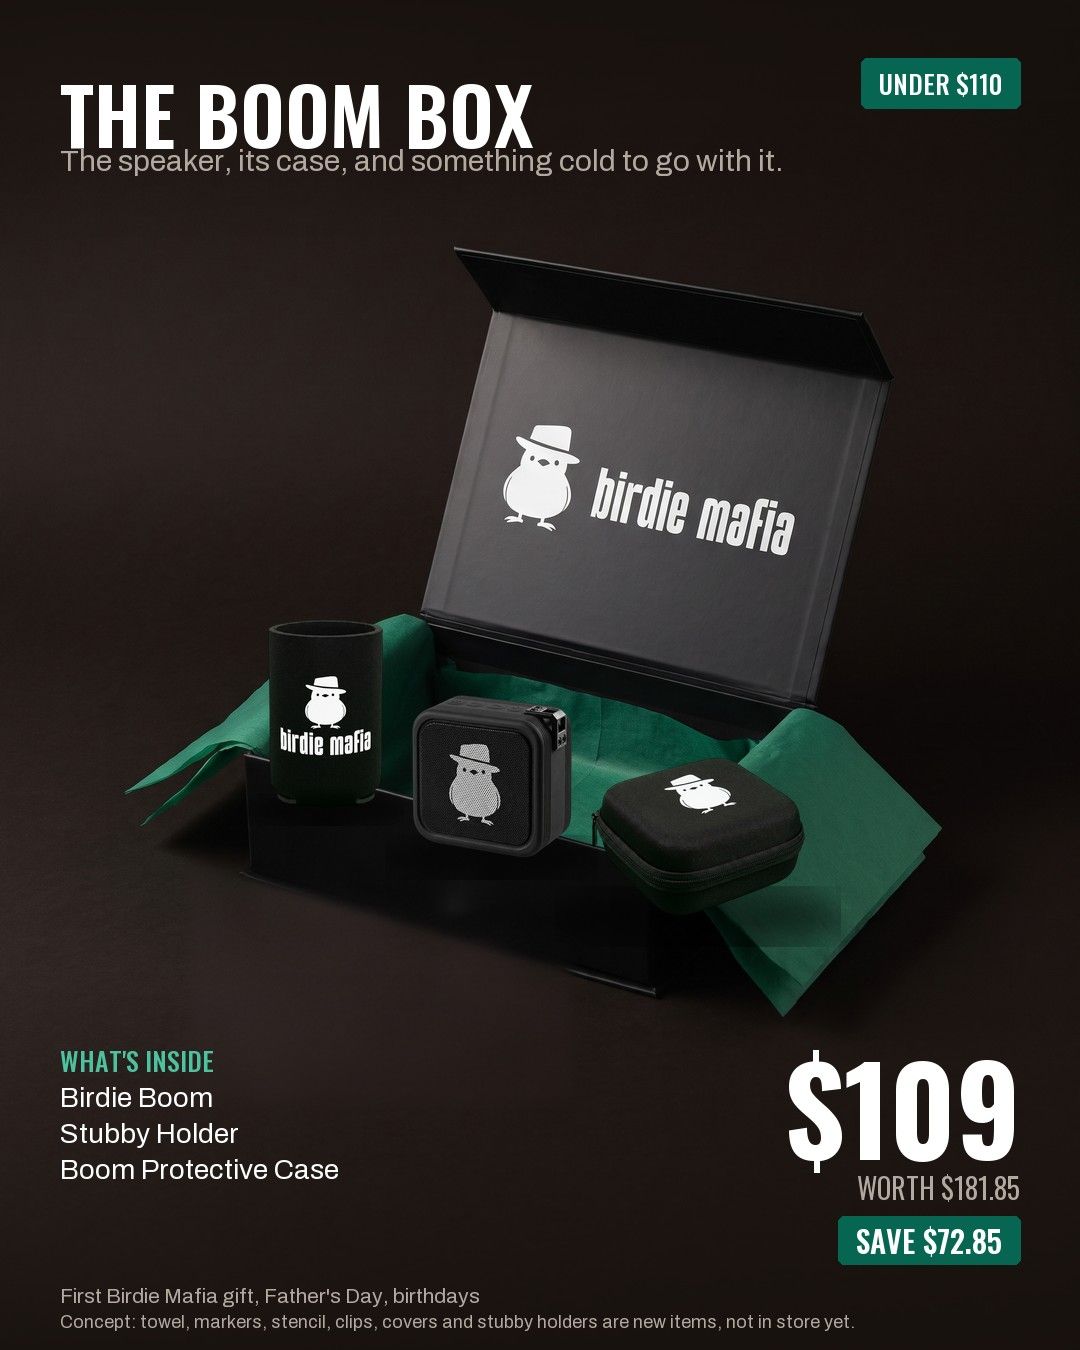 THE BOOM BOX
UNDER $110
The speaker, its case, and something cold to go with it.
birdie mafia
birdie mafia
WHAT'S INSIDE
Birdie Boom
Stubby Holder
Boom Protective Case
$109
WORTH $181.85
SAVE $72.85
First Birdie Mafia gift, Father's Day, birthdays
Concept: towel, markers, stencil, clips, covers and stubby holders are new items, not in store yet.